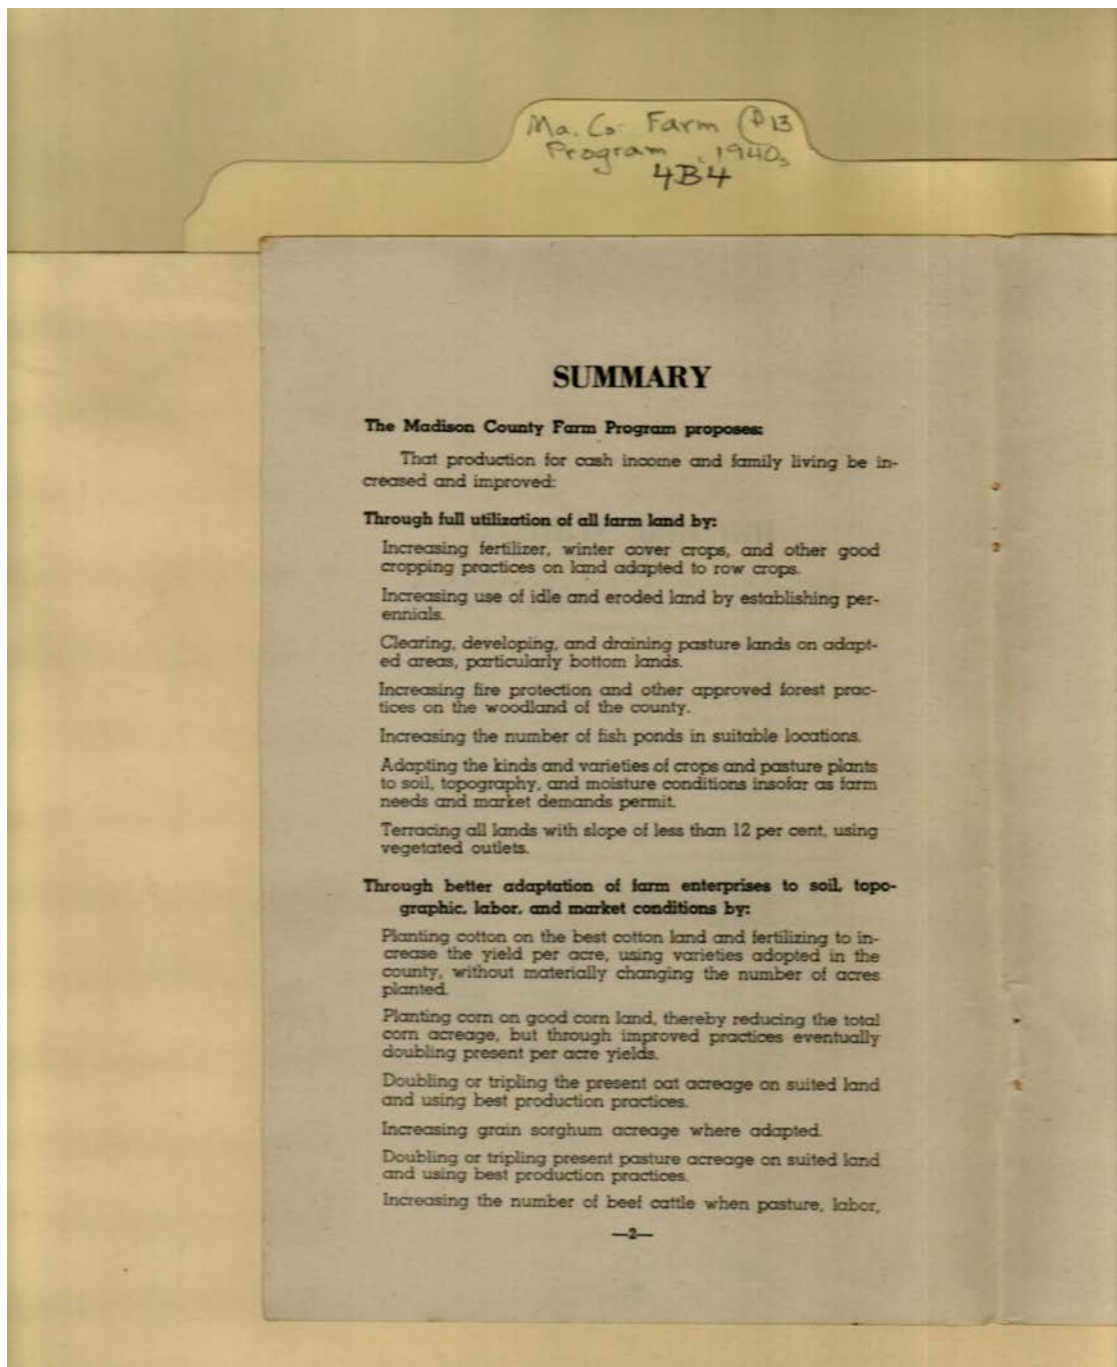 Ma. Co. Farm P13
Program 1940s
4B4
SUMMARY
The Madison County Farm Program proposes:
That production for cash income and family living be in-
creased and improved:
Through full utilization of all farm land by:
Increasing fertilizer, winter cover crops, and other good
cropping practices on land adapted to row crops.
Increasing use of idle and eroded land by establishing per-
ennials.
Clearing, developing, and draining pasture lands on adapt-
ed areas, particularly bottom lands.
Increasing fire protection and other approved forest prac-
tices on the woodland of the county.
Increasing the number of fish ponds in suitable locations.
Adapting the kinds and varieties of crops and pasture plants
to soil, topography, and moisture conditions insofar as farm
needs and market demands permit.
Terracing all lands with slope of less than 12 per cent, using
vegetated outlets.
Through better adaptation of farm enterprises to soil, topo-
graphic, labor, and market conditions by:
Planting cotton on the best cotton land and fertilizing to in-
crease the yield per acre, using varieties adopted in the
county, without materially changing the number of acres
planted.
Planting corn on good corn land, thereby reducing the total
corn acreage, but through improved practices eventually
doubling present per acre yields.
Doubling or tripling the present oat acreage on suited land
and using best production practices.
Increasing grain sorghum acreage where adapted.
Doubling or tripling present pasture acreage on suited land
and using best production practices.
Increasing the number of beef cattle when pasture, labor,
—2—